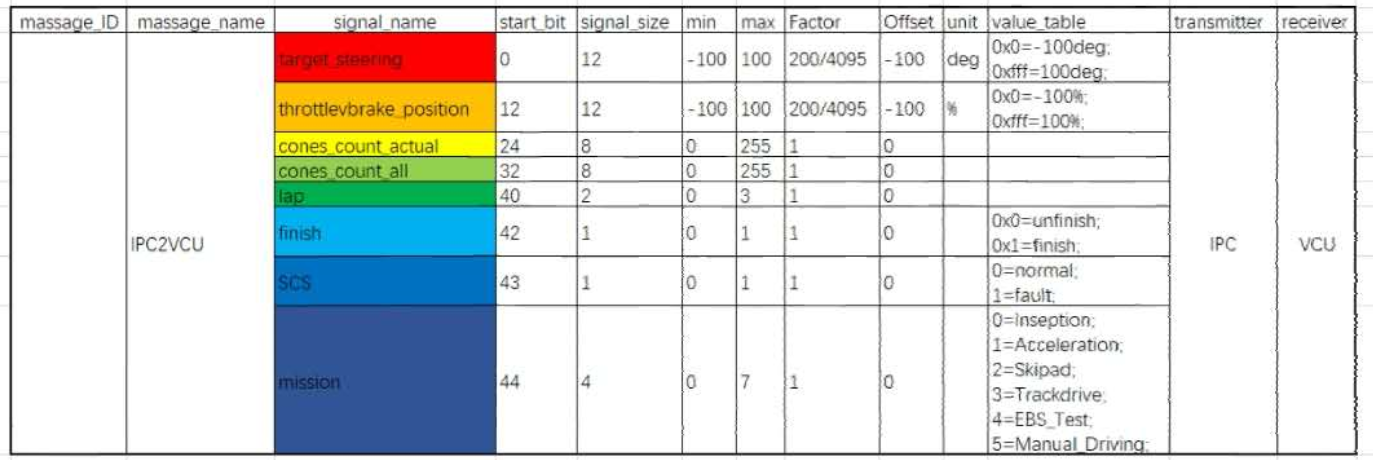 massage_ID massage_name signal_name start_bit signal_size min max Factor Offset unit value_table transmitter receiver
IPC2VCU
target_steering 0 12 -100 100 200/4095 -100 deg 0x0=-100deg;
0xfff=100deg;
throttlevbrake_position 12 12 -100 100 200/4095 -100 % 0x0=-100%;
0xfff=100%;
cones_count_actual 24 8 0 255 1 0
cones_count_all 32 8 0 255 1 0
lap 40 2 0 3 1 0
finish 42 1 0 1 1 0 0x0=unfinish;
0x1=finish;
SCS 43 1 0 1 1 0 0=normal;
1=fault;
mission 44 4 0 7 1 0 0=Inseption;
1=Acceleration;
2=Skipad;
3=Trackdrive;
4=EBS_Test;
5=Manual_Driving;
IPC VCU